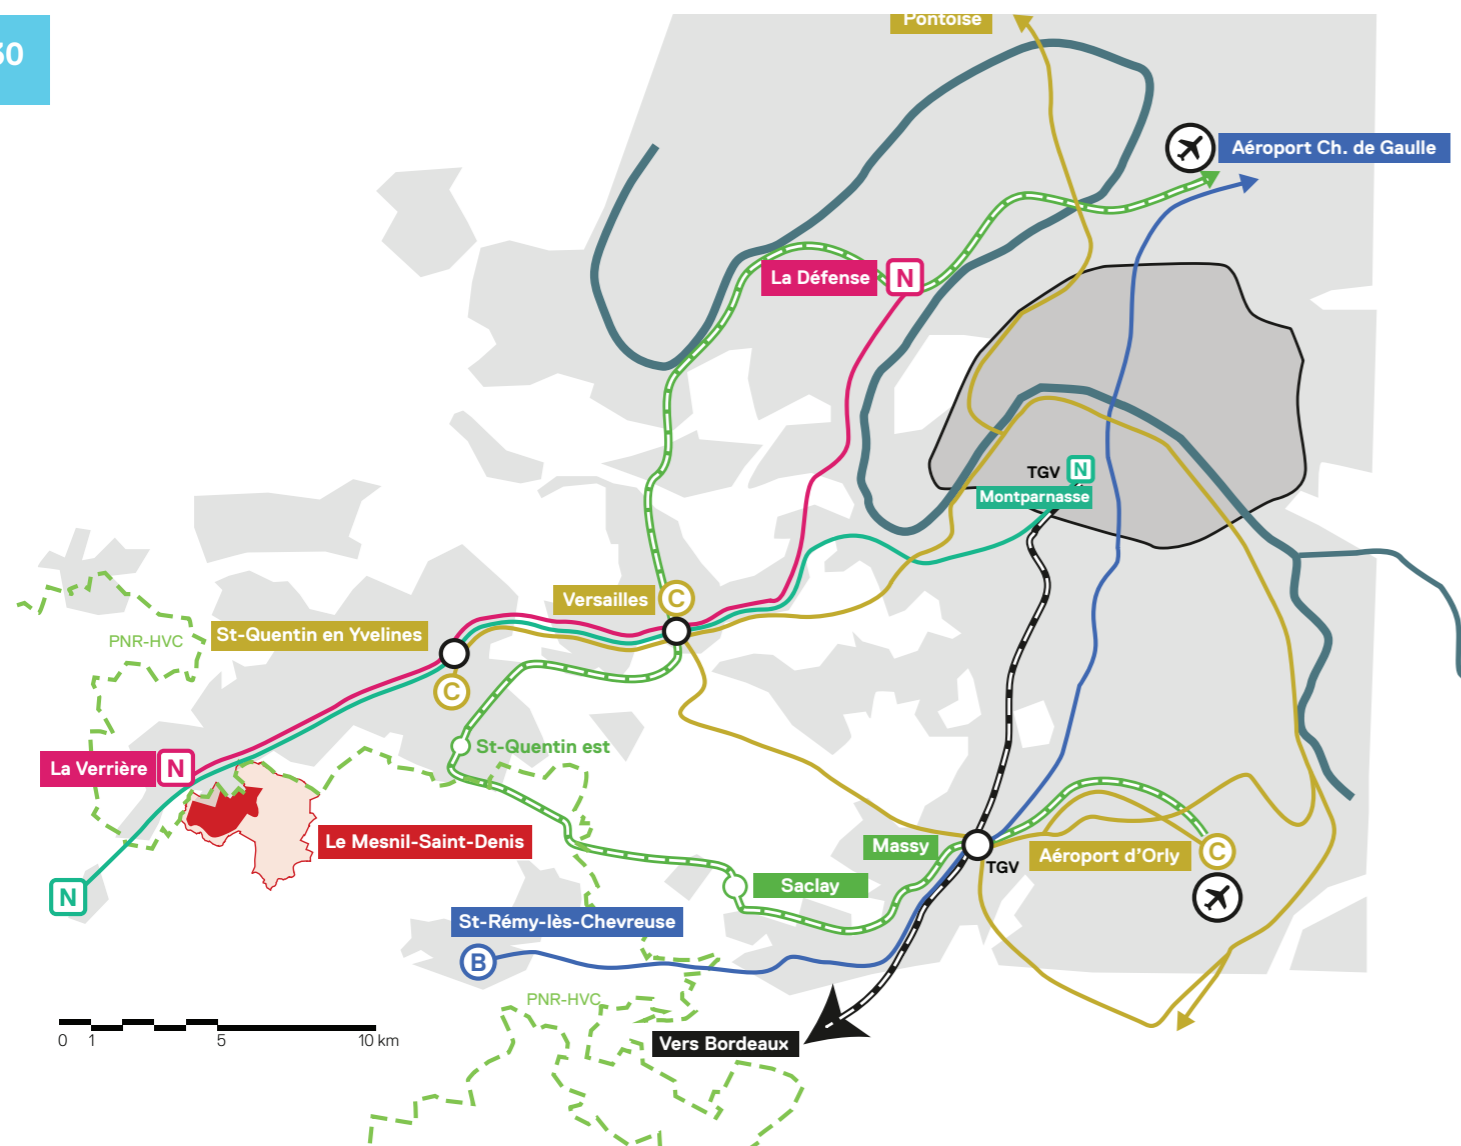 Pontoise
Aéroport Ch. de Gaulle
La Défense
N
TGV
N
Montparnasse
Versailles
C
PNR-HVC
St-Quentin en Yvelines
C
St-Quentin est
La Verrière
N
Le Mesnil-Saint-Denis
Massy
TGV
Aéroport d'Orly
C
Saclay
N
St-Rémy-lès-Chevreuse
B
PNR-HVC
Vers Bordeaux
0 1 5 10 km